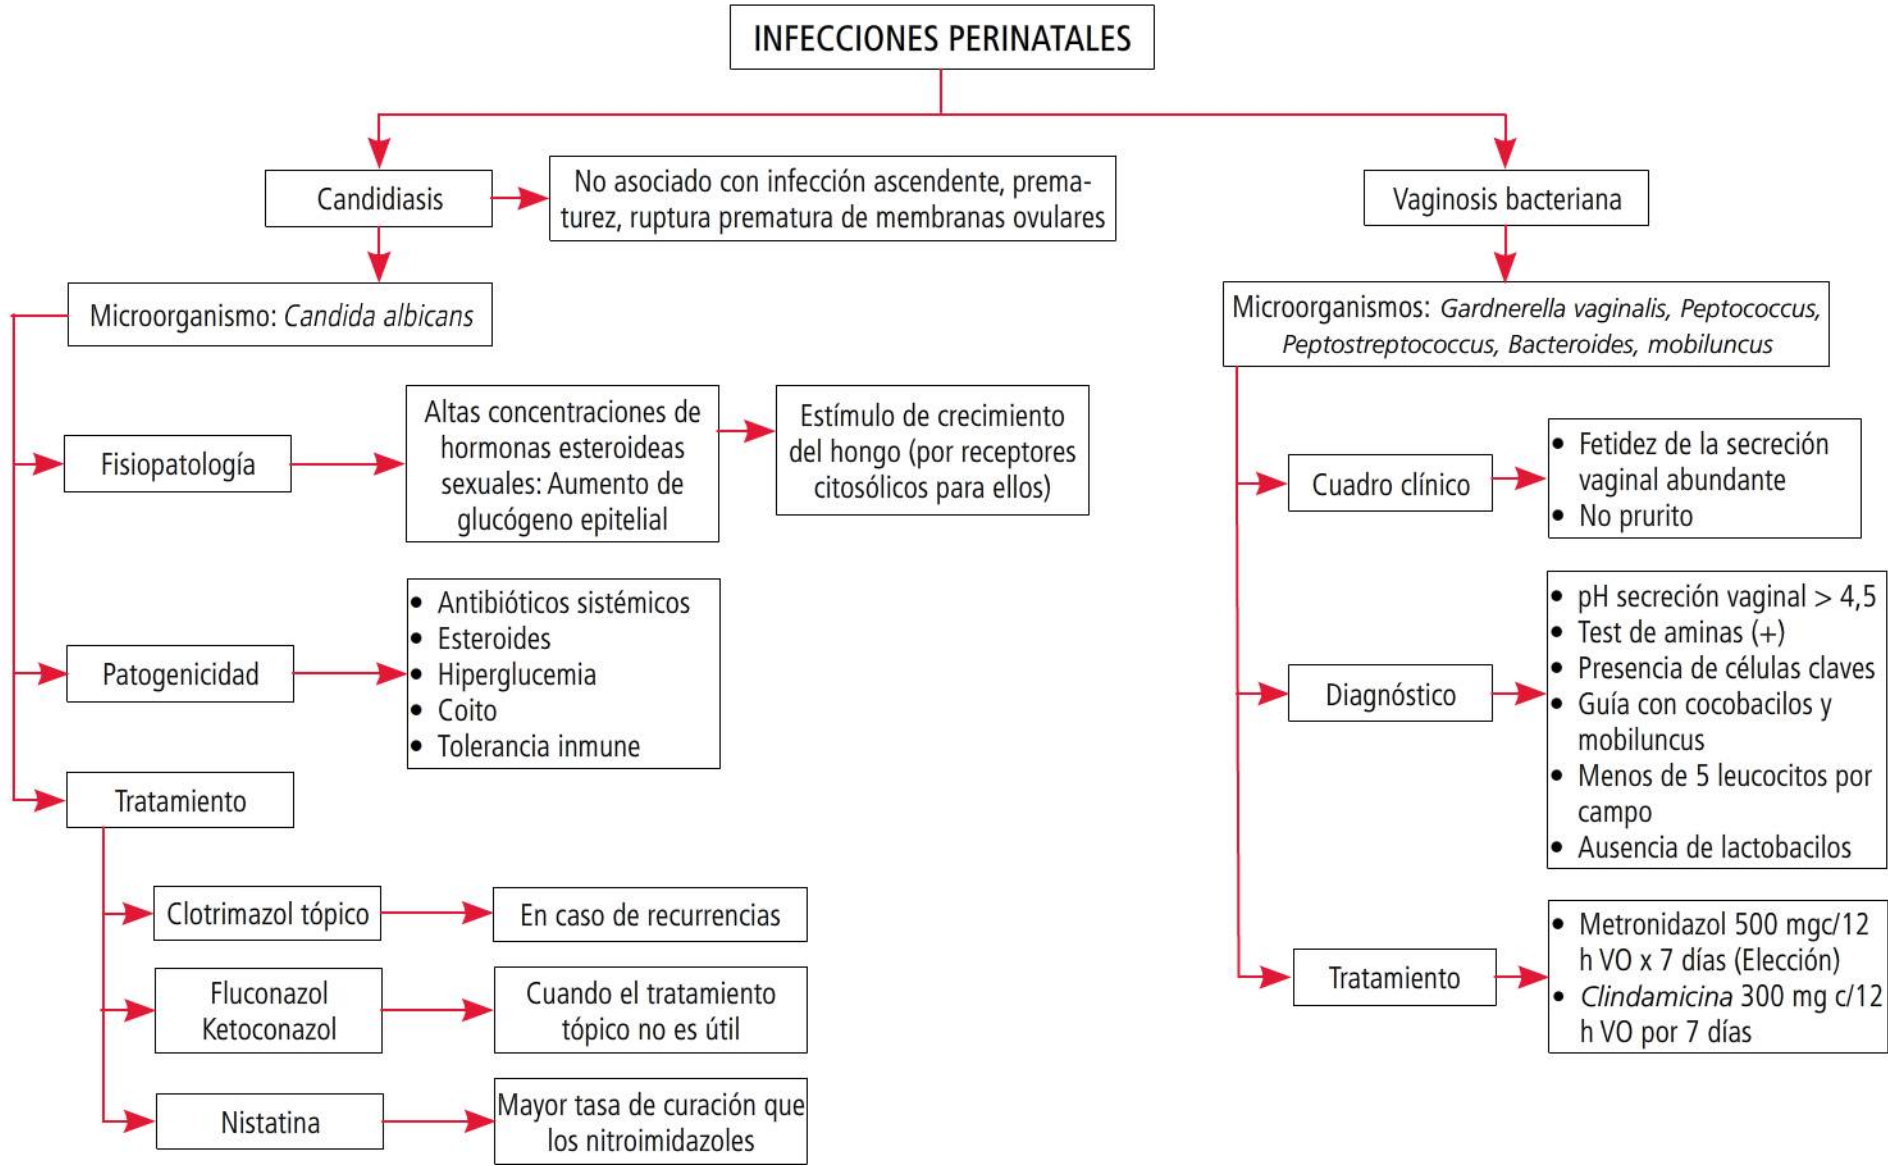 INFECCIONES PERINATALES
Candidiasis
No asociado con infección ascendente, prema-
turez, ruptura prematura de membranas ovulares
Microorganismo: Candida albicans
Fisiopatología
Altas concentraciones de
hormonas esteroideas
sexuales: Aumento de
glucógeno epitelial
Estímulo de crecimiento
del hongo (por receptores
citosólicos para ellos)
Patogenicidad
• Antibióticos sistémicos
• Esteroides
• Hiperglucemia
• Coito
• Tolerancia inmune
Tratamiento
Clotrimazol tópico
En caso de recurrencias
Fluconazol
Ketoconazol
Cuando el tratamiento
tópico no es útil
Nistatina
Mayor tasa de curación que
los nitroimidazoles
Vaginosis bacteriana
Microorganismos: Gardnerella vaginalis, Peptococcus,
Peptostreptococcus, Bacteroides, mobiluncus
Cuadro clínico
• Fetidez de la secreción
vaginal abundante
• No prurito
Diagnóstico
• pH secreción vaginal > 4,5
• Test de aminas (+)
• Presencia de células claves
• Guía con cocobacilos y
mobiluncus
• Menos de 5 leucocitos por
campo
• Ausencia de lactobacilos
Tratamiento
• Metronidazol 500 mgc/12
h VO x 7 días (Elección)
• Clindamicina 300 mg c/12
h VO por 7 días